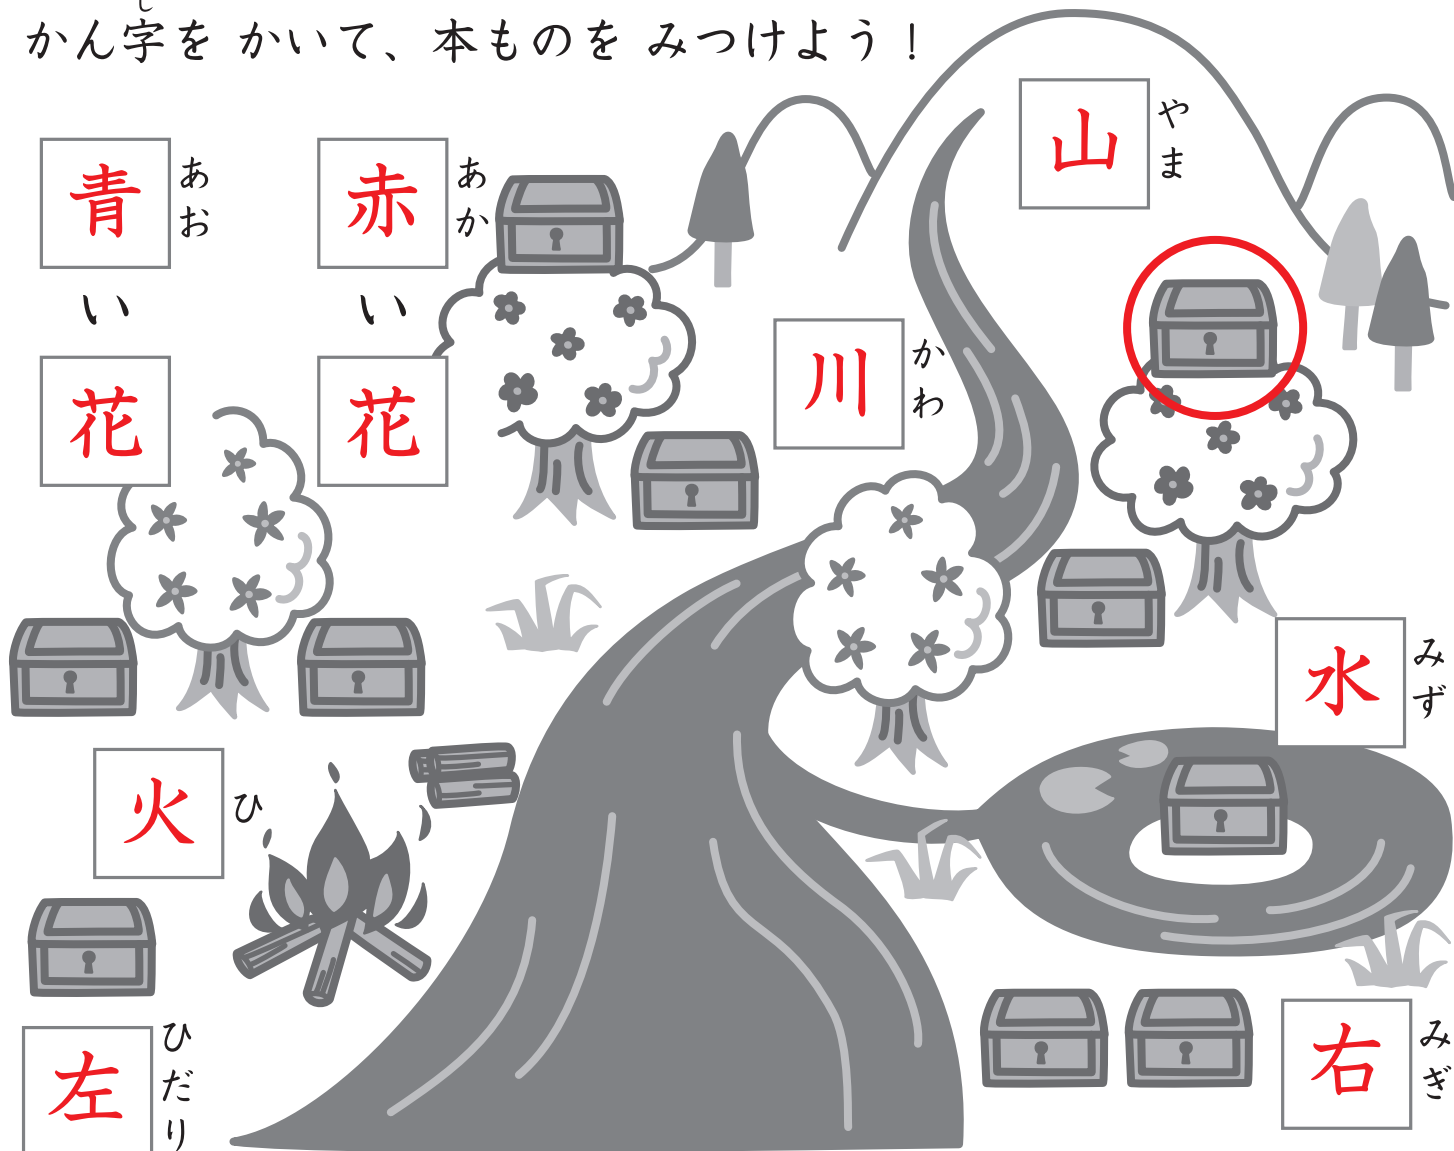 し
かん字を かいて、本ものを みつけよう！
山
やま
青
あお
い
花
赤
あか
い
花
川
かわ
水
みず
火
ひ
左
ひだり
右
みぎ